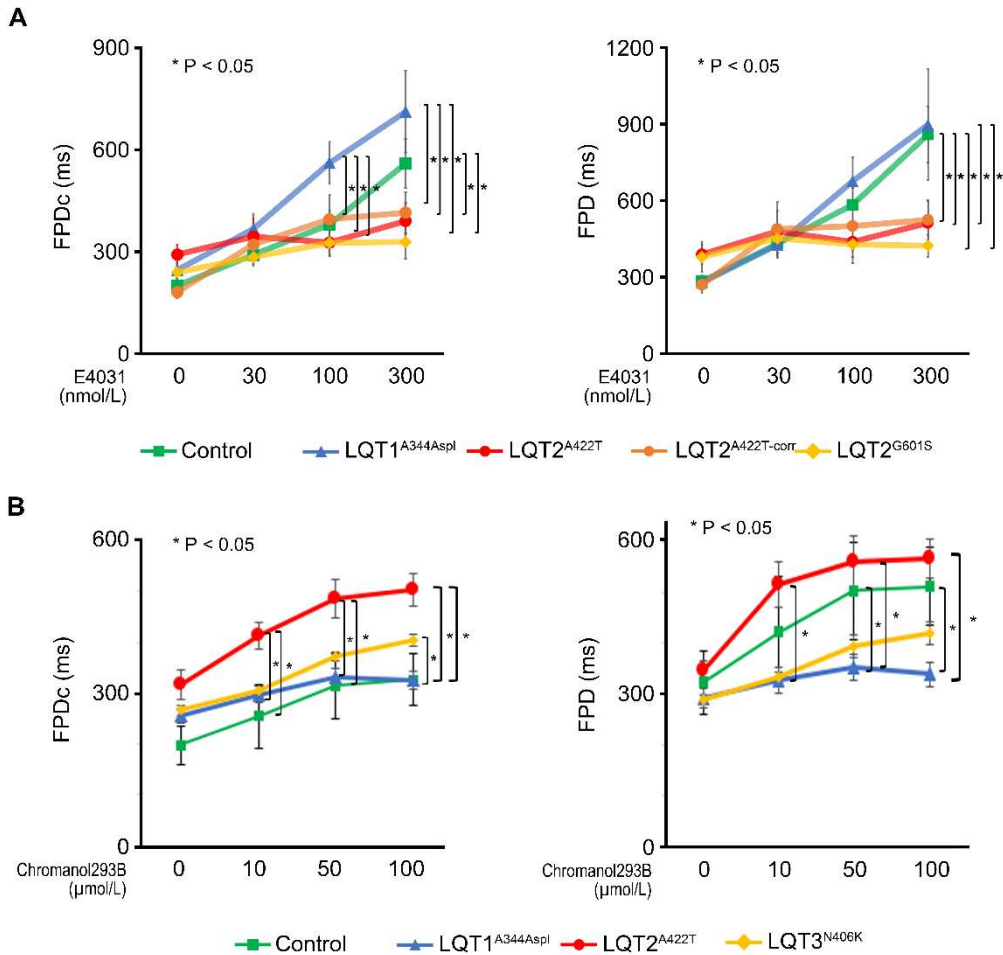 A
* P < 0.05
FPDc (ms)
900
600
300
0
* * *
* * *
* *
E4031
(nmol/L)
0 30 100 300
* P < 0.05
FPD (ms)
1200
900
600
300
0
* * * * *
E4031
(nmol/L)
0 30 100 300
Control LQT1A344Aspl LQT2A422T LQT2A422T-corr LQT2G601S
B
* P < 0.05
FPDc (ms)
600
300
0
* *
* *
*
* *
Chromanol293B
(µmol/L)
0 10 50 100
* P < 0.05
FPD (ms)
600
300
0
*
* *
* *
Chromanol293B
(µmol/L)
0 10 50 100
Control LQT1A344Aspl LQT2A422T LQT3N406K